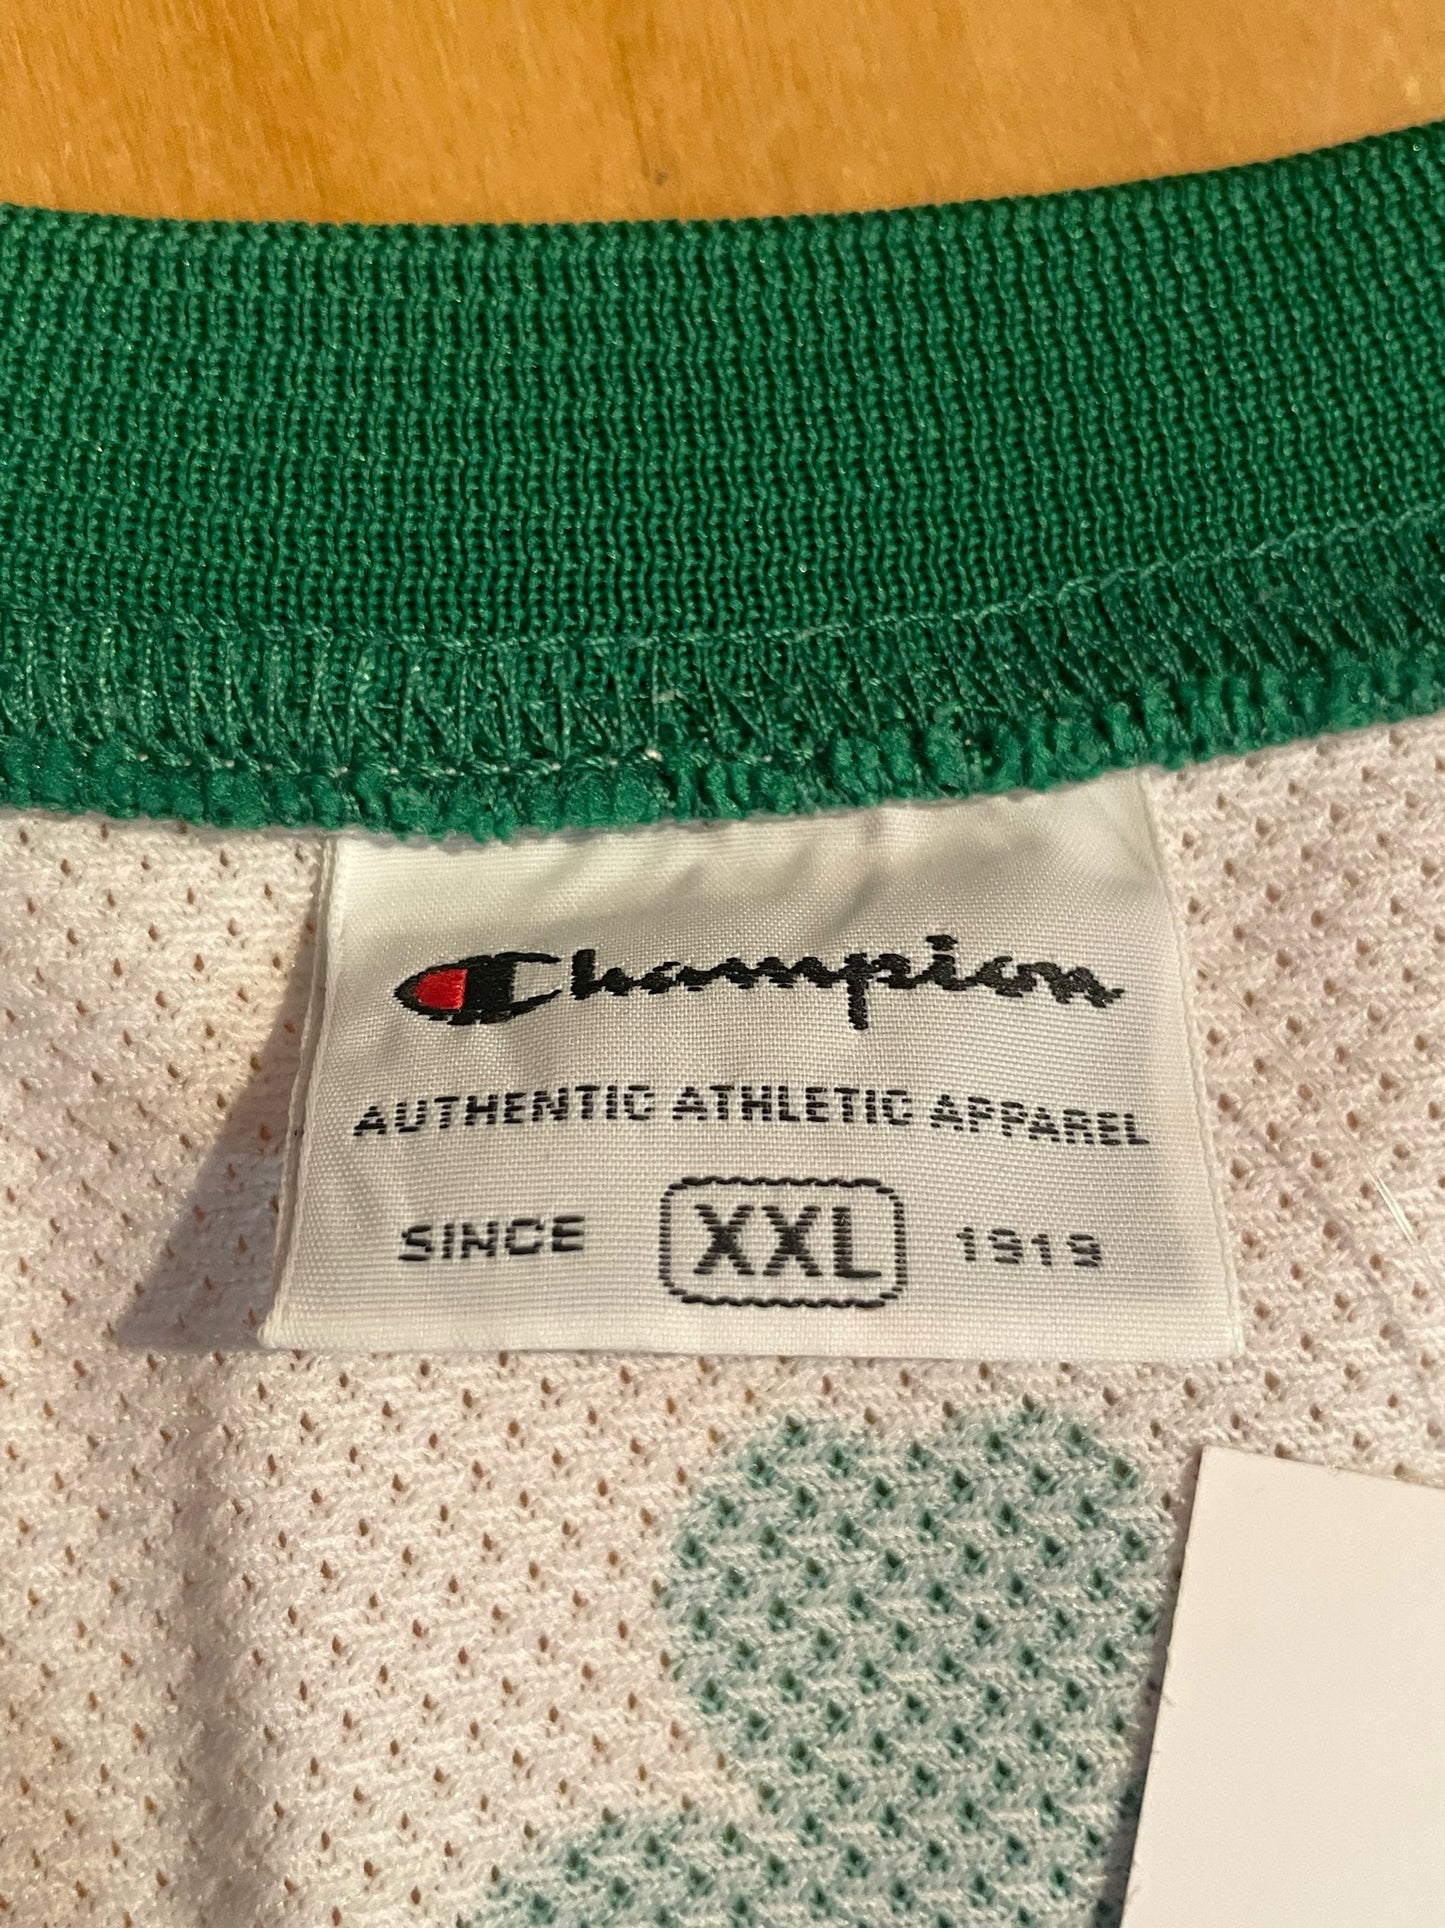 Champion
AUTHENTIC ATHLETIC APPAREL
SINCE XXL 1919